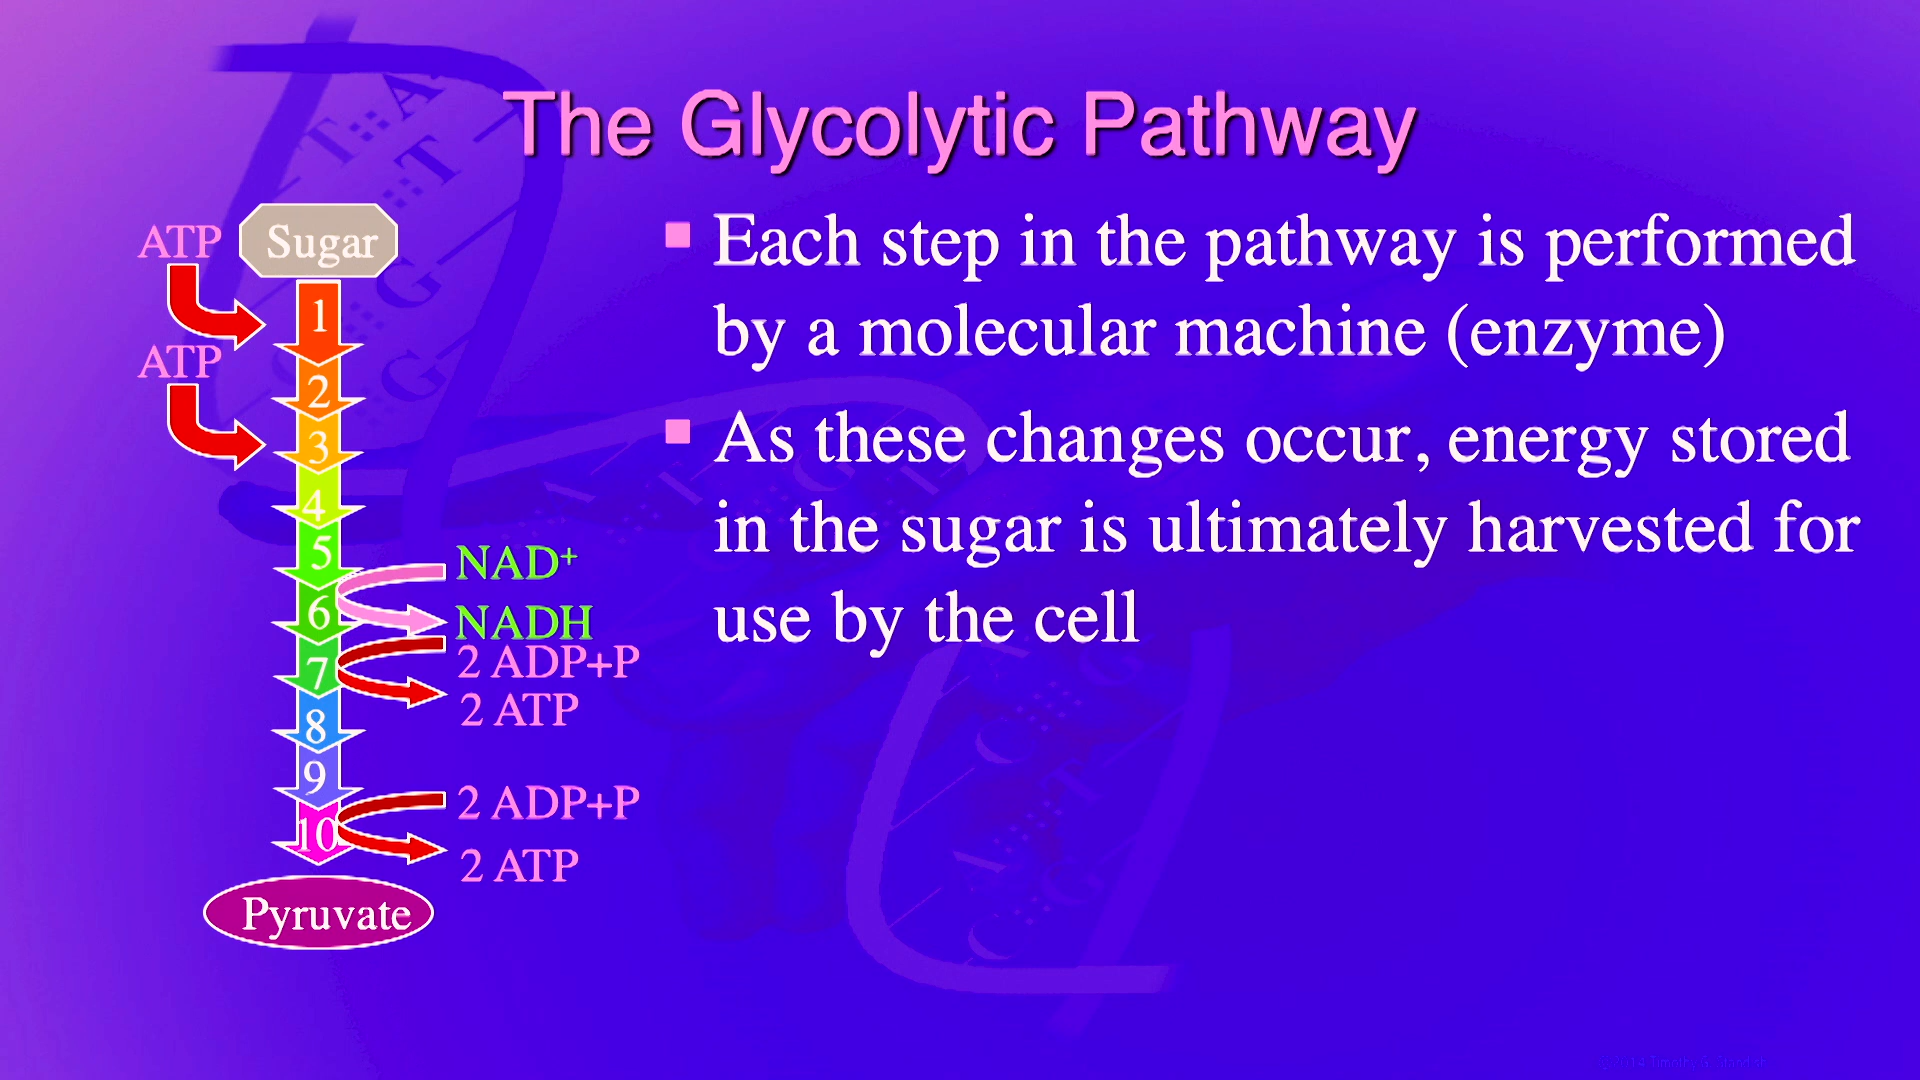 The Glycolytic Pathway
ATP
Sugar
1
ATP
2
3
4
5
NAD⁺
6
NADH
7
2 ADP+P
2 ATP
8
9
2 ADP+P
10
2 ATP
Pyruvate
Each step in the pathway is performed
by a molecular machine (enzyme)
As these changes occur, energy stored
in the sugar is ultimately harvested for
use by the cell